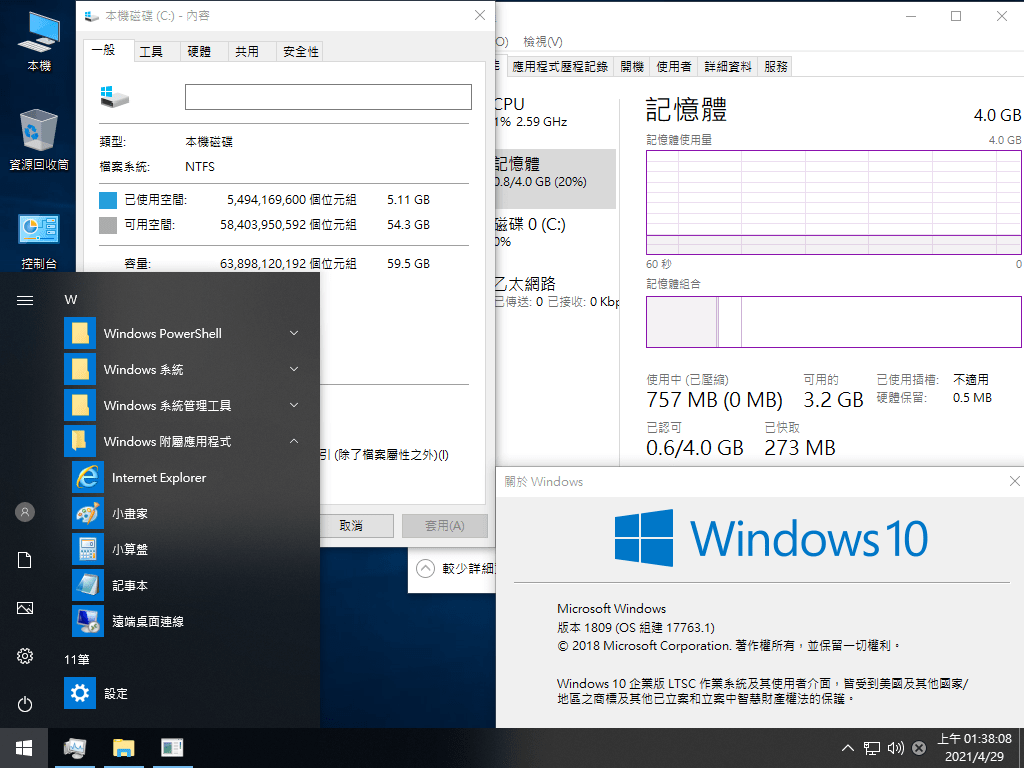 本機
資源回收筒
控制台
本機磁碟 (C:) - 內容
一般
工具
硬體
共用
安全性
類型:
本機磁碟
檔案系統:
NTFS
已使用空間:
5,494,169,600 個位元組
5.11 GB
可用空間:
58,403,950,592 個位元組
54.3 GB
容量:
63,898,120,192 個位元組
59.5 GB
引 (除了檔案屬性之外)(I)
取消
套用(A)
較少詳細
O)
檢視(V)
應用程式歷程記錄
開機
使用者
詳細資料
服務
CPU
1% 2.59 GHz
記憶體
0.8/4.0 GB (20%)
磁碟 0 (C:)
0%
乙太網路
已傳送: 0 已接收: 0 Kbp
記憶體
4.0 GB
記憶體使用量
4.0 GB
60 秒
0
記憶體組合
使用中 (已壓縮)
757 MB (0 MB)
可用的
3.2 GB
已使用插槽:
不適用
硬體保留:
0.5 MB
已認可
0.6/4.0 GB
已快取
273 MB
關於 Windows
Windows 10
Microsoft Windows
版本 1809 (OS 組建 17763.1)
© 2018 Microsoft Corporation. 著作權所有，並保留一切權利。
Windows 10 企業版 LTSC 作業系統及其使用者介面，皆受到美國及其他國家/
地區之商標及其他已立案和立案中智慧財產權法的保護。
W
Windows PowerShell
Windows 系統
Windows 系統管理工具
Windows 附屬應用程式
Internet Explorer
小畫家
小算盤
記事本
遠端桌面連線
11筆
設定
上午 01:38:08
2021/4/29